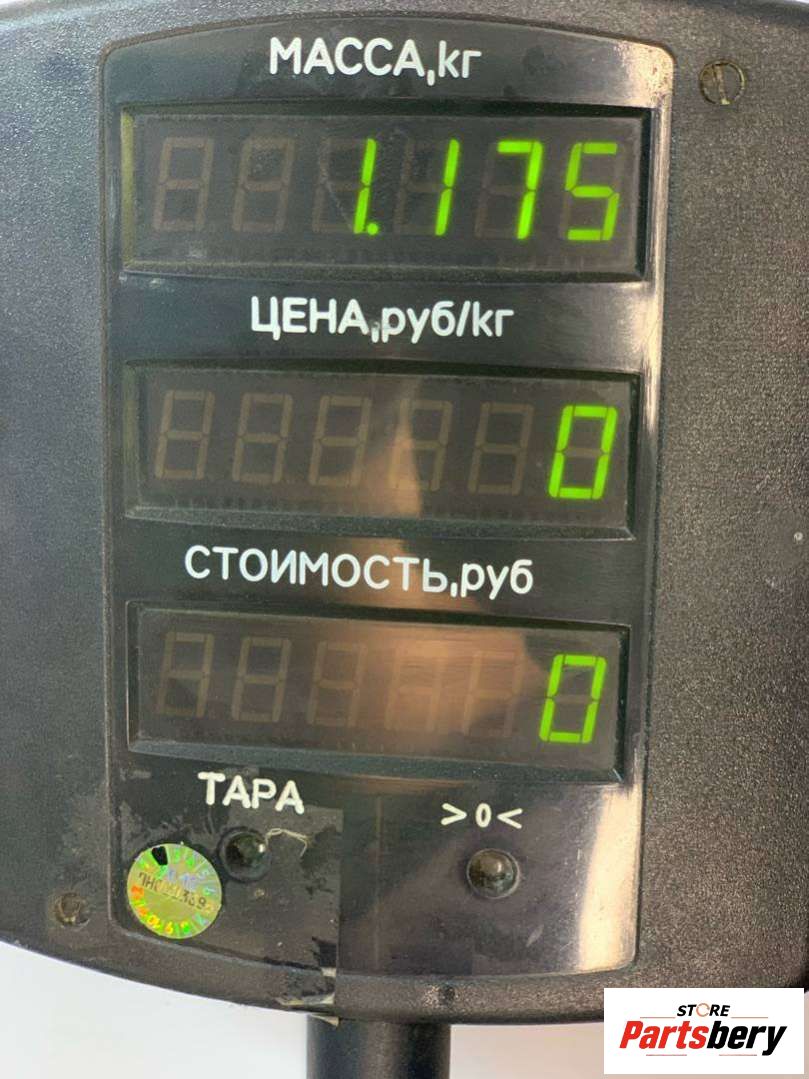 МАССА,кг
1.175
ЦЕНА,руб/кг
0
СТОИМОСТЬ,руб
0
ТАРА
>0<
STORE
Partsbery